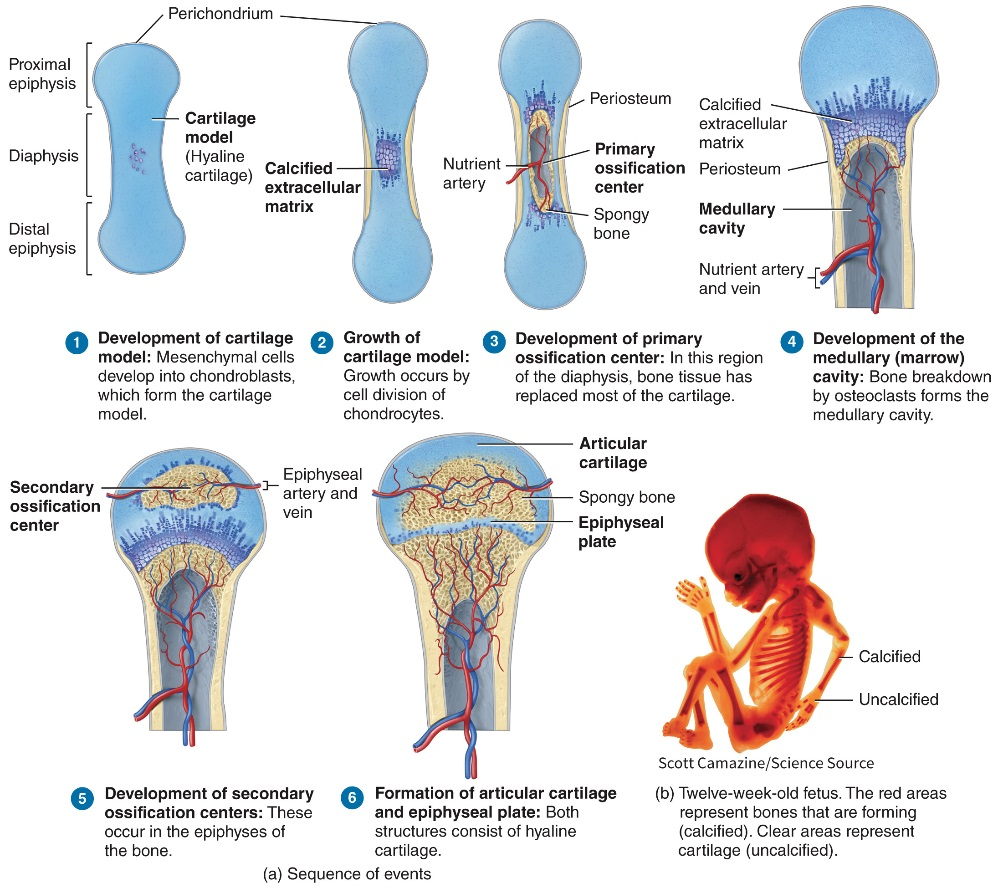 Perichondrium
Proximal
epiphysis
Diaphysis
Distal
epiphysis
Cartilage
model
(Hyaline
cartilage)
Calcified
extracellular
matrix
Periosteum
Nutrient
artery
Primary
ossification
center
Spongy
bone
Calcified
extracellular
matrix
Periosteum
Medullary
cavity
Nutrient artery
and vein
1 Development of cartilage
model: Mesenchymal cells
develop into chondroblasts,
which form the cartilage
model.
2 Growth of
cartilage model:
Growth occurs by
cell division of
chondrocytes.
3 Development of primary
ossification center: In this region
of the diaphysis, bone tissue has
replaced most of the cartilage.
4 Development of the
medullary (marrow)
cavity: Bone breakdown
by osteoclasts forms the
medullary cavity.
Secondary
ossification
center
Epiphyseal
artery and
vein
Articular
cartilage
Spongy bone
Epiphyseal
plate
Calcified
Uncalcified
Scott Camazine/Science Source
5 Development of secondary
ossification centers: These
occur in the epiphyses of
the bone.
6 Formation of articular cartilage
and epiphyseal plate: Both
structures consist of hyaline
cartilage.
(b) Twelve-week-old fetus. The red areas
represent bones that are forming
(calcified). Clear areas represent
cartilage (uncalcified).
(a) Sequence of events